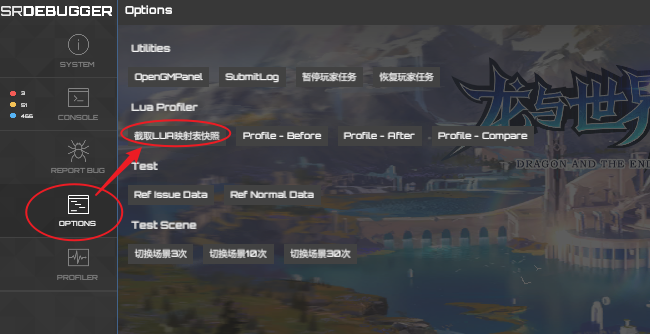 SRDEBUGGER
Options
SYSTEM
3
51
466
CONSOLE
REPORT BUG
OPTIONS
PROFILER
Utilities
OpenGMPanel SubmitLog 暂停玩家任务 恢复玩家任务
Lua Profiler
截取LUA映射表快照 Profile - Before Profile - After Profile - Compare
Test
Ref Issue Data Ref Normal Data
Test Scene
切换场景3次 切换场景10次 切换场景30次
龙与世界
DRAGON AND THE EN